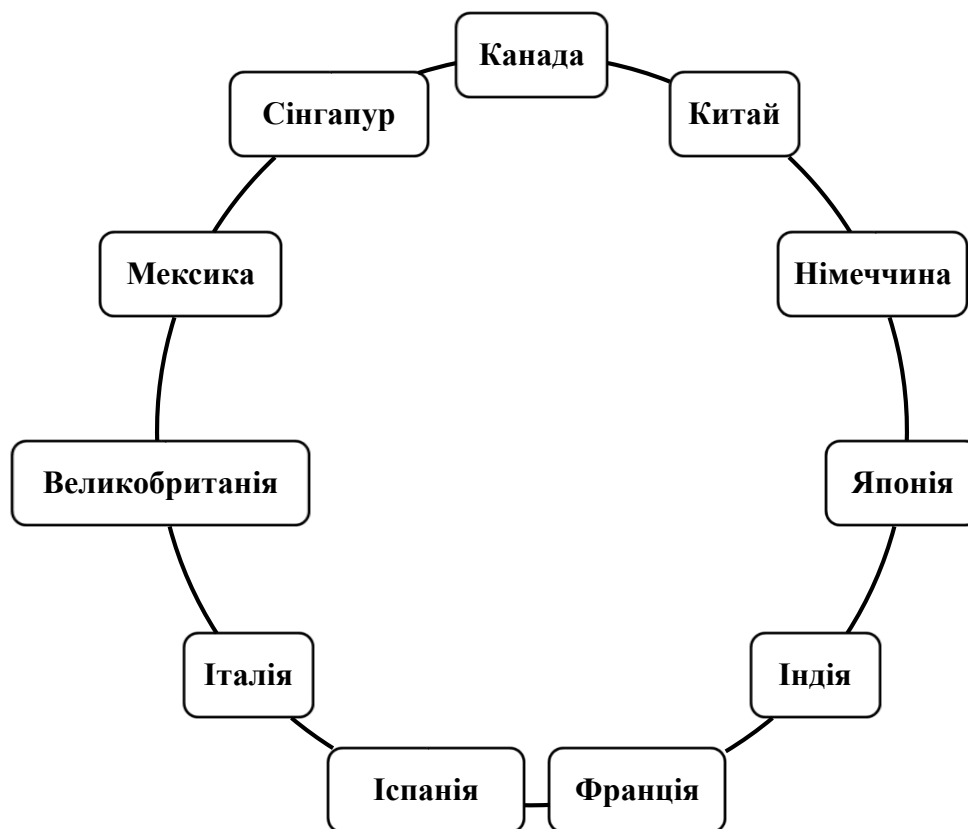 Канада
Китай
Німеччина
Японія
Індія
Франція
Іспанія
Італія
Великобританія
Мексика
Сінгапур